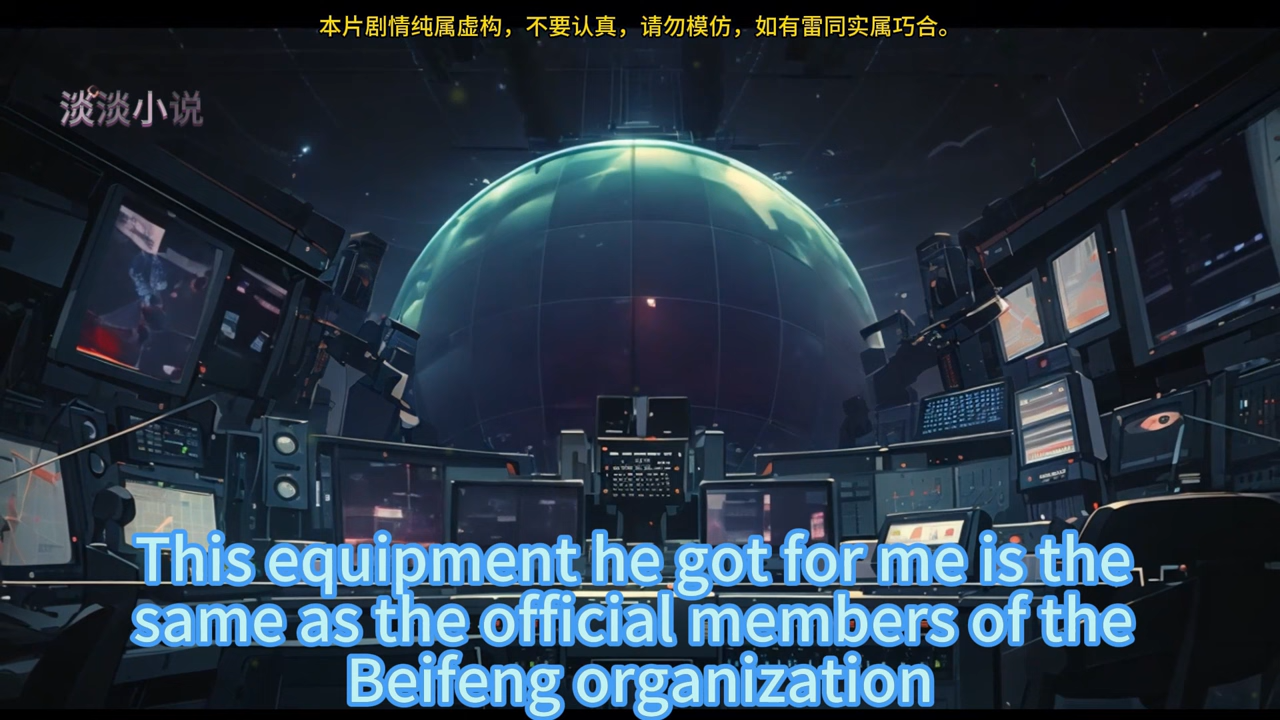 本片剧情纯属虚构，不要认真，请勿模仿，如有雷同实属巧合。
淡淡小说
This equipment he got for me is the
same as the official members of the
Beifeng organization